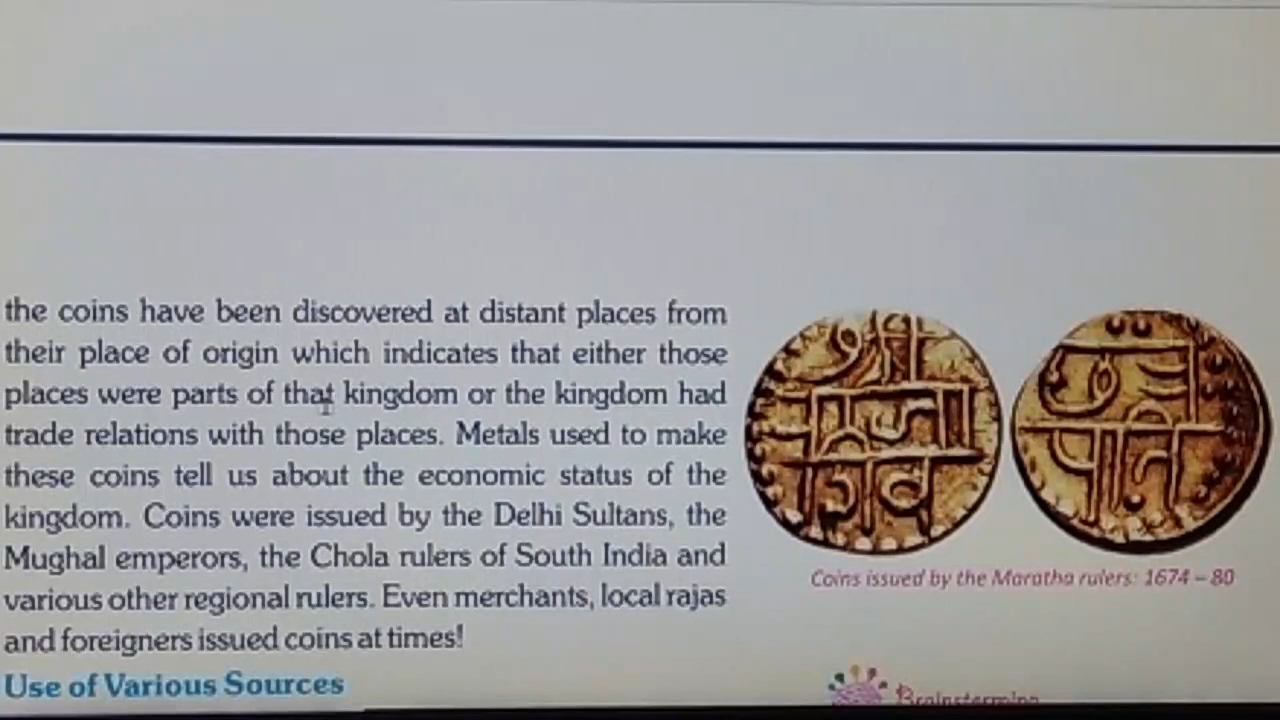 the coins have been discovered at distant places from
their place of origin which indicates that either those
places were parts of that kingdom or the kingdom had
trade relations with those places. Metals used to make
these coins tell us about the economic status of the
kingdom. Coins were issued by the Delhi Sultans, the
Mughal emperors, the Chola rulers of South India and
various other regional rulers. Even merchants, local rajas
and foreigners issued coins at times!
Use of Various Sources
श्री
राजा
शिव
छत्र
पति
Coins issued by the Maratha rulers: 1674 – 80
Brainstorming